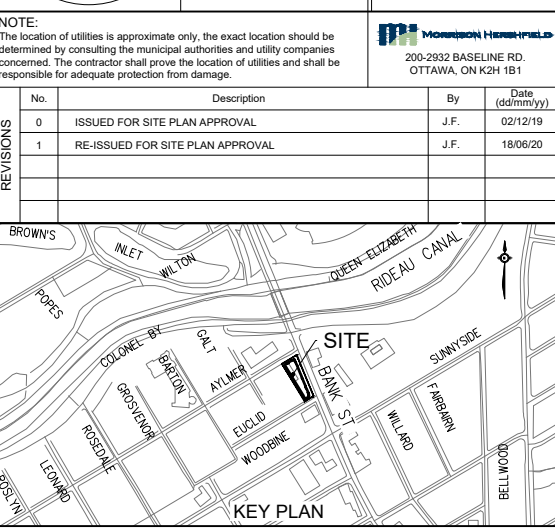 NOTE:
The location of utilities is approximate only, the exact location should be
determined by consulting the municipal authorities and utility companies
concerned. The contractor shall prove the location of utilities and shall be
responsible for adequate protection from damage.
MORRISON HERSHFIELD
200-2932 BASELINE RD.
OTTAWA, ON K2H 1B1
REVISIONS
No. Description By Date
(dd/mm/yy)
0 ISSUED FOR SITE PLAN APPROVAL J.F. 02/12/19
1 RE-ISSUED FOR SITE PLAN APPROVAL J.F. 18/06/20
BROWN'S
INLET
WILTON
QUEEN ELIZABETH
RIDEAU CANAL
POPES
COLONEL BY
GALT
SITE
SUNNYSIDE
BARTON
AYLMER
BANK ST
GROSVENOR
FAIRBAIRN
EUCLID
WILLARD
ROSEDALE
WOODBINE
LEONARD
BELLWOOD
ROSLYN
KEY PLAN